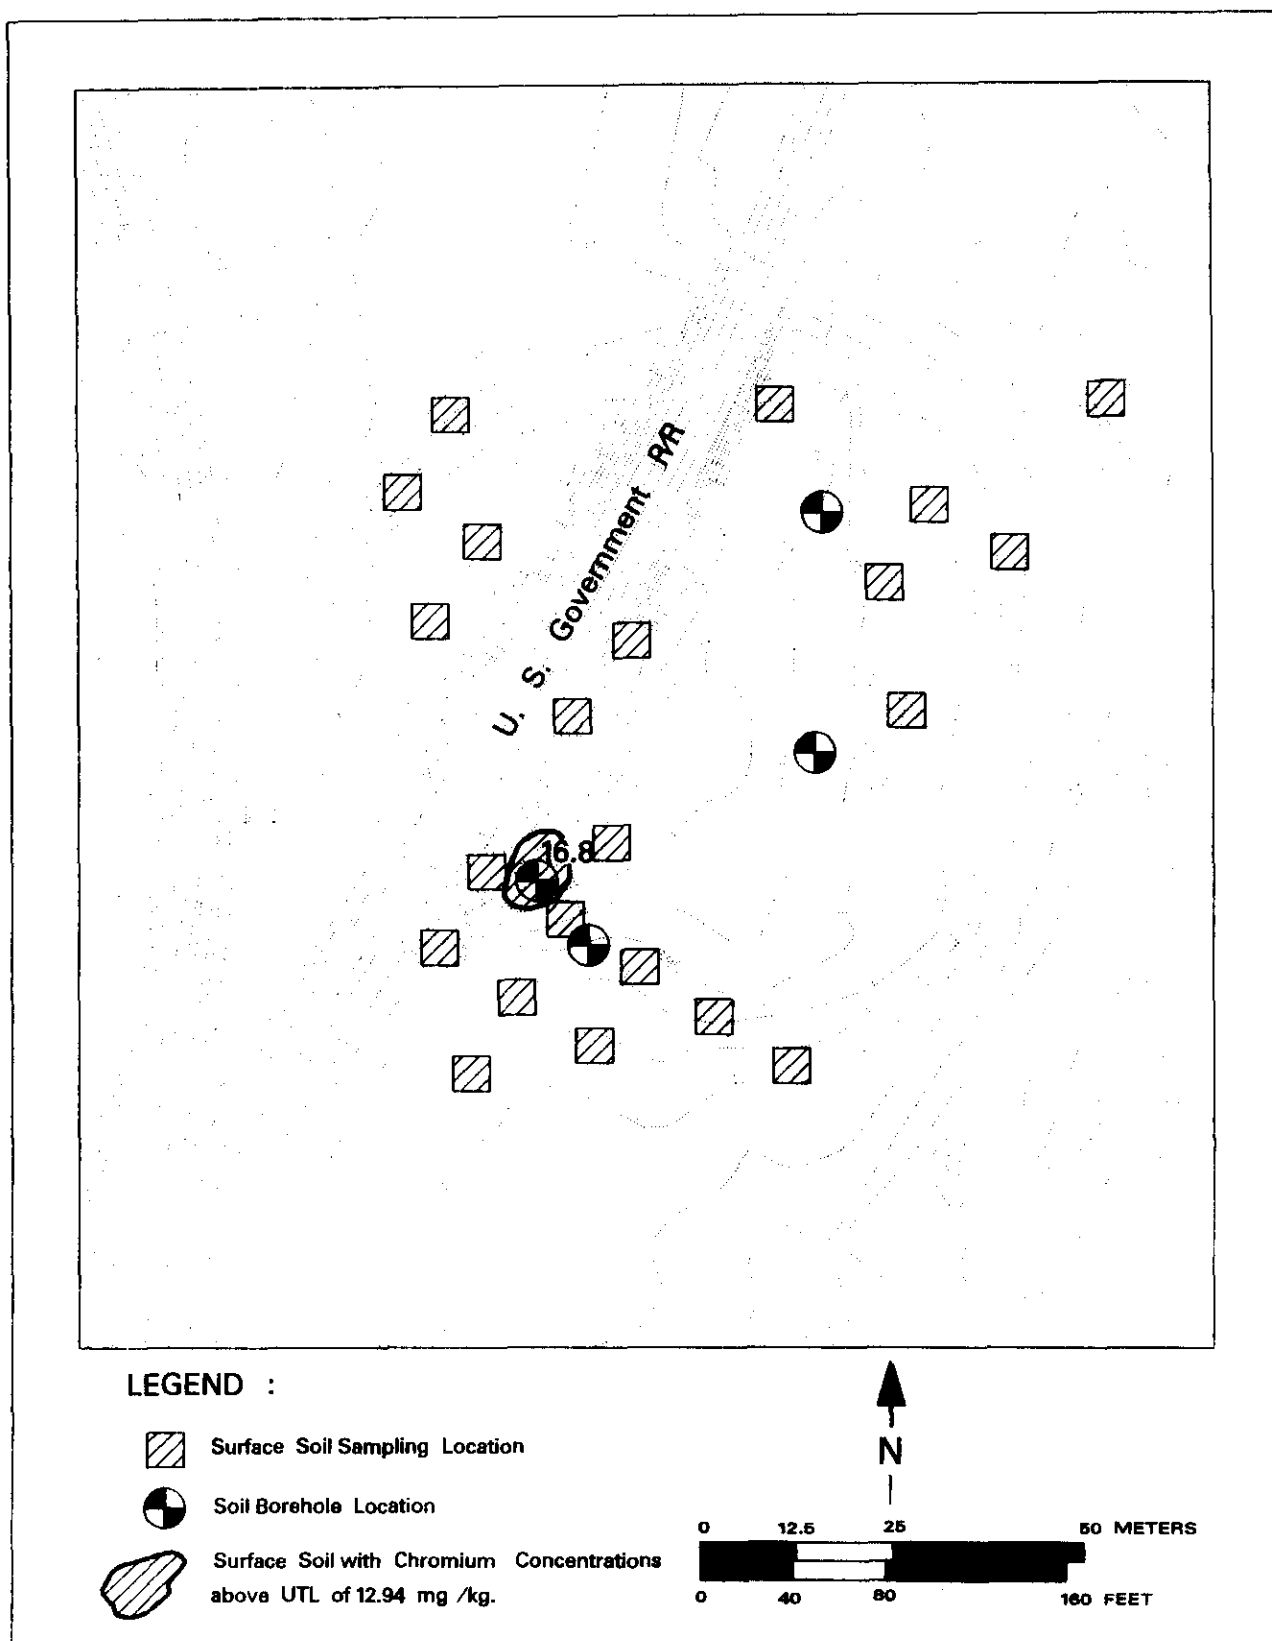 U. S. Government R/R
16.8
LEGEND :
Surface Soil Sampling Location
Soil Borehole Location
Surface Soil with Chromium Concentrations
above UTL of 12.94 mg /kg.
N
0 12.5 25 50 METERS
0 40 80 160 FEET